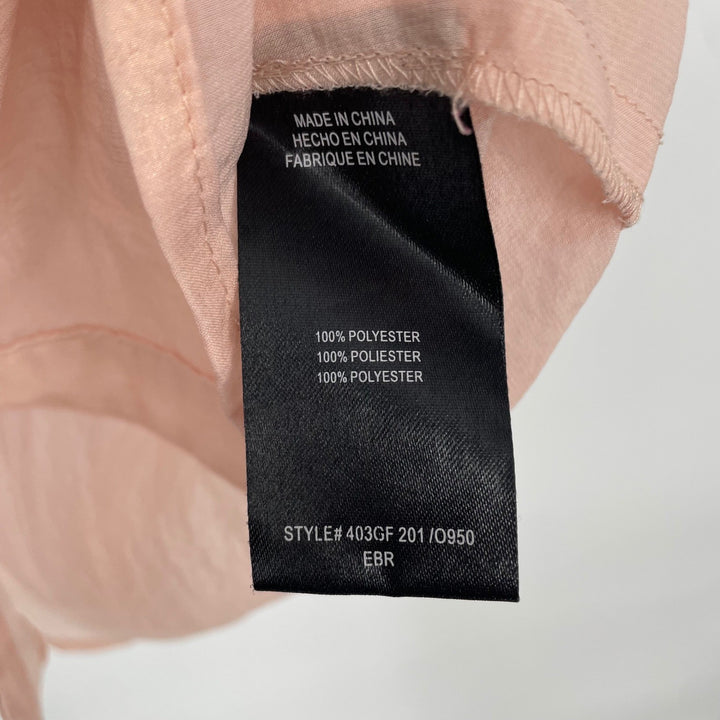 MADE IN CHINA
HECHO EN CHINA
FABRIQUE EN CHINE
100% POLYESTER
100% POLIESTER
100% POLYESTER
STYLE# 403GF 201 /O950
EBR